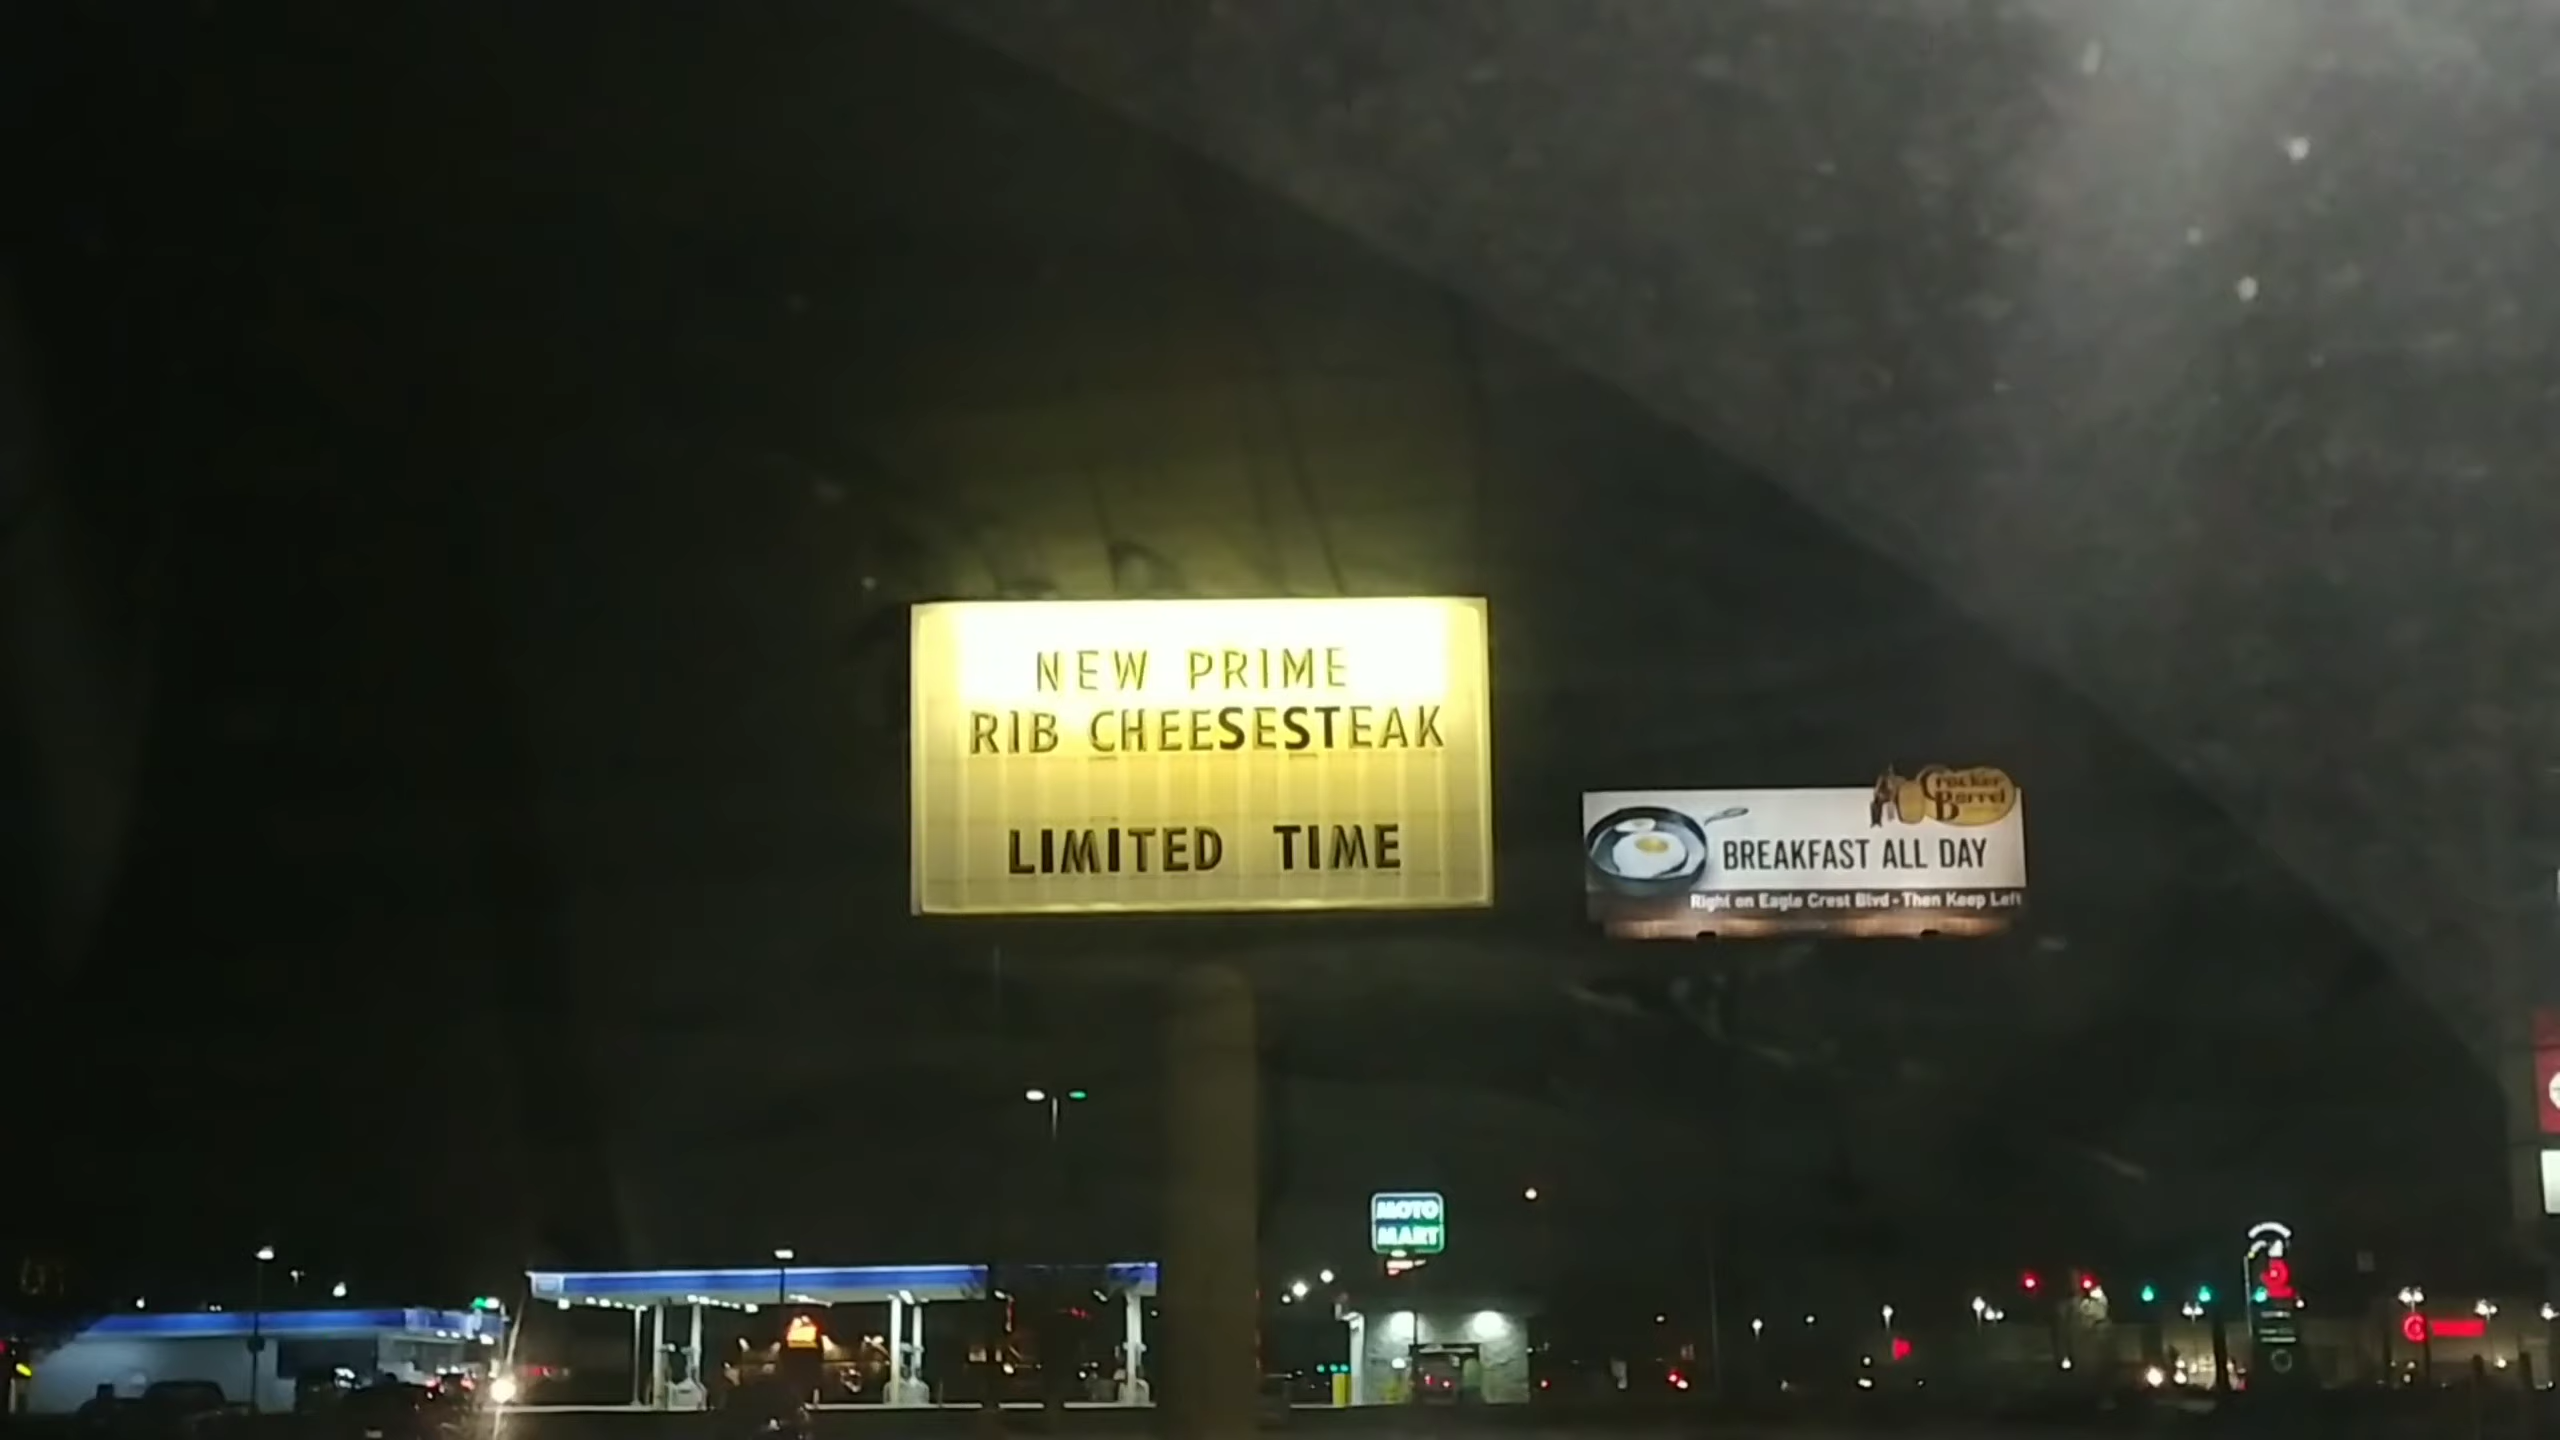 NEW PRIME
RIB CHEESESTEAK
LIMITED TIME
Cracker
Barrel
BREAKFAST ALL DAY
Right on Eagle Crest Blvd - Then Keep Left
MOTO
MART